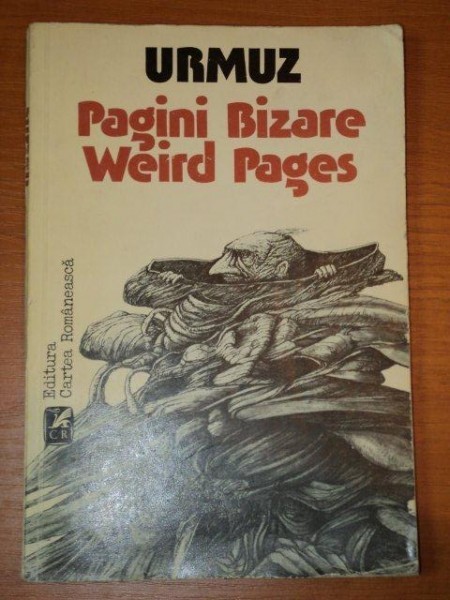 URMUZ
Pagini Bizare
Weird Pages
Editura
Cartea Românească
CR